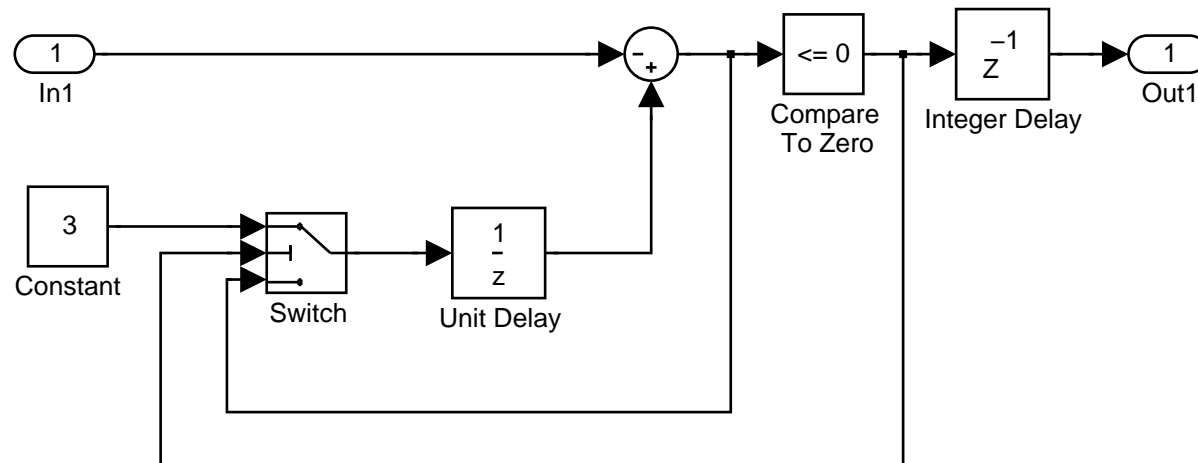 1
In1
-
+
<= 0
Compare
To Zero
−1
Z
Integer Delay
1
Out1
3
Constant
Switch
1
z
Unit Delay